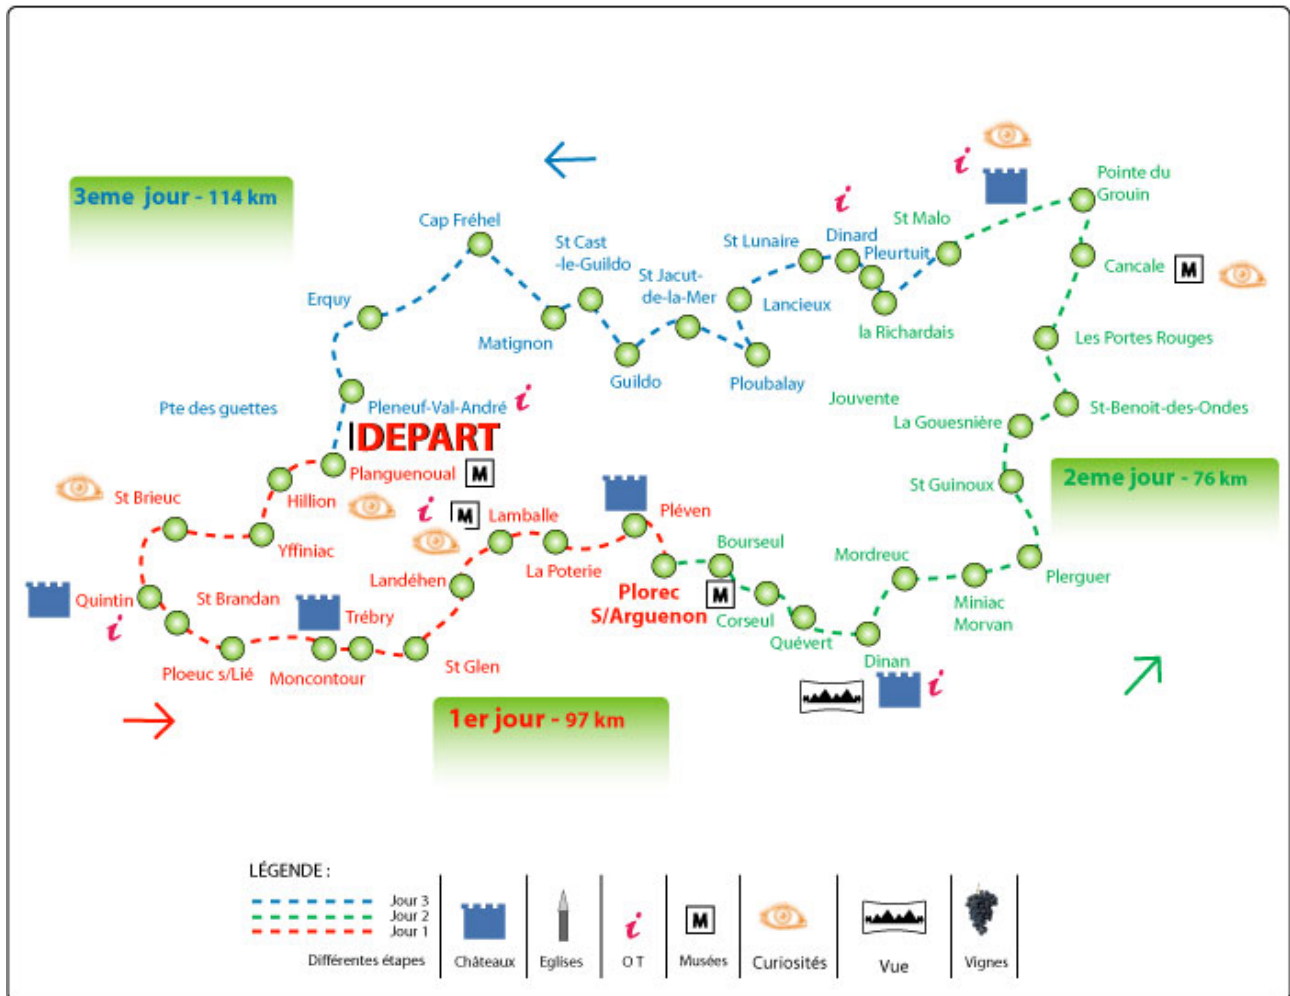 Pointe du
Grouin
3eme jour - 114 km
Cap Fréhel
St Malo
St Cast
-le-Guildo
St Lunaire
Dinard
Pleurtuit
Cancale
M
St Jacut-
de-la-Mer
Erquy
Lancieux
la Richardais
Matignon
Les Portes Rouges
Guildo
Ploubalay
Pte des guettes
Pleneuf-Val-André
i
Jouvente
La Gouesnière
St-Benoit-des-Ondes
DEPART
Planguenoual
M
Hillion
St Brieuc
St Guinoux
2eme jour - 76 km
i
M
Lamballe
Pléven
Yffiniac
La Poterie
Bourseul
Mordreuc
Plerguer
Landéhen
Plorec
S/Arguenon
M
Corseul
Miniac
Morvan
Quintin
i
St Brandan
Trébry
Quévert
Ploeuc s/Lié
Moncontour
St Glen
Dinan
i
i
i
1er jour - 97 km
LÉGENDE :
Jour 3
Jour 2
Jour 1
Différentes étapes
Châteaux
Eglises
i
O T
M
Musées
Curiosités
Vue
Vignes